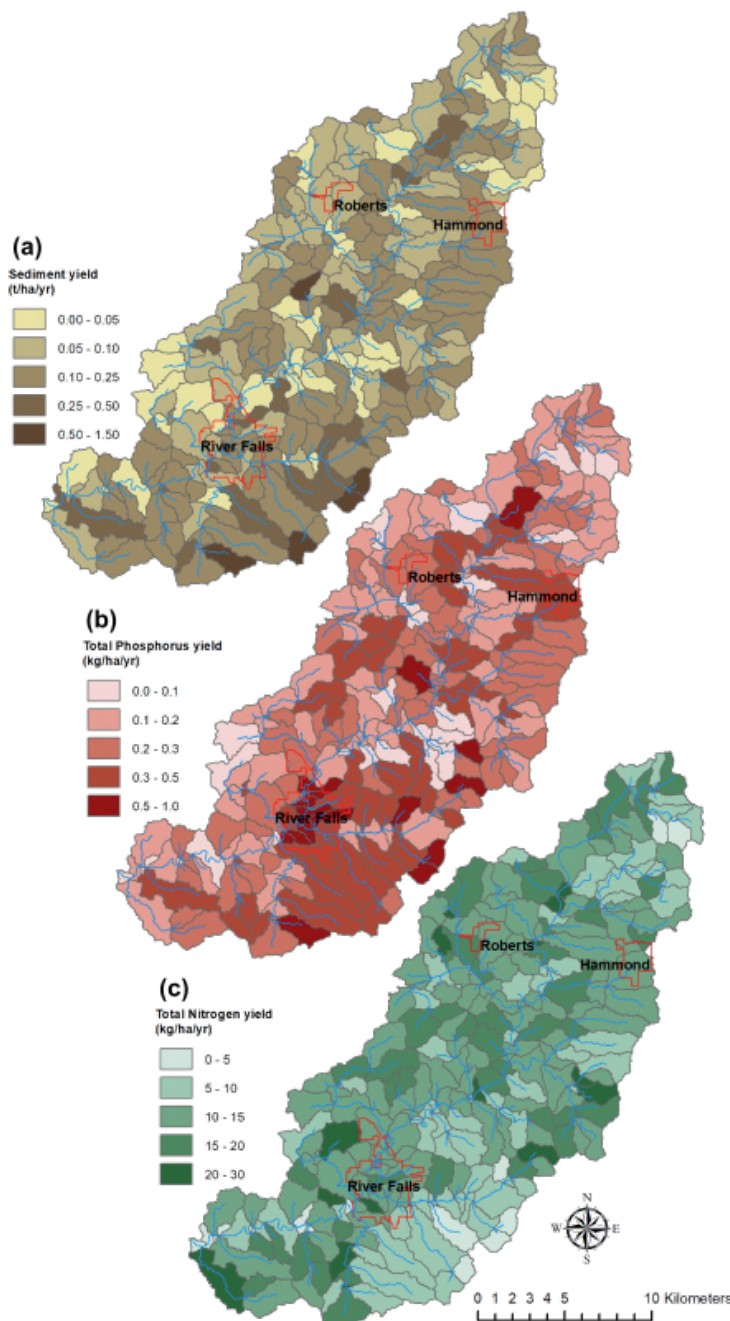 Roberts
Hammond
(a)
Sediment yield
(t/ha/yr)
0.00 - 0.05
0.05 - 0.10
0.10 - 0.25
0.25 - 0.50
0.50 - 1.50
River Falls
Roberts
Hammond
(b)
Total Phosphorus yield
(kg/ha/yr)
0.0 - 0.1
0.1 - 0.2
0.2 - 0.3
0.3 - 0.5
0.5 - 1.0
River Falls
Roberts
Hammond
(c)
Total Nitrogen yield
(kg/ha/yr)
0 - 5
5 - 10
10 - 15
15 - 20
20 - 30
River Falls
N
W E
S
0 1 2 3 4 5 10 Kilometers